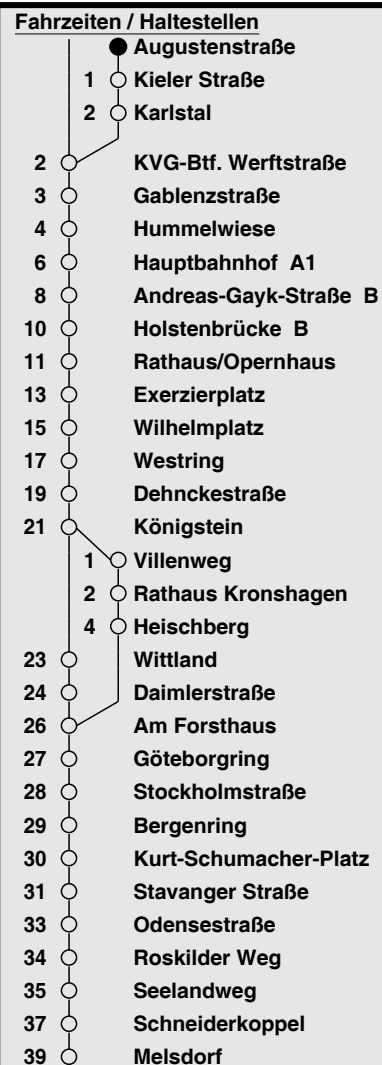 Fahrzeiten / Haltestellen
Augustenstraße
1 Kieler Straße
2 Karlstal
2 KVG-Btf. Werftstraße
3 Gablenzstraße
4 Hummelwiese
6 Hauptbahnhof A1
8 Andreas-Gayk-Straße B
10 Holstenbrücke B
11 Rathaus/Opernhaus
13 Exerzierplatz
15 Wilhelmplatz
17 Westring
19 Dehnckestraße
21 Königstein
1 Villenweg
2 Rathaus Kronshagen
4 Heischberg
23 Wittland
24 Daimlerstraße
26 Am Forsthaus
27 Göteborgring
28 Stockholmstraße
29 Bergenring
30 Kurt-Schumacher-Platz
31 Stavanger Straße
33 Odensestraße
34 Roskilder Weg
35 Seelandweg
37 Schneiderkoppel
39 Melsdorf